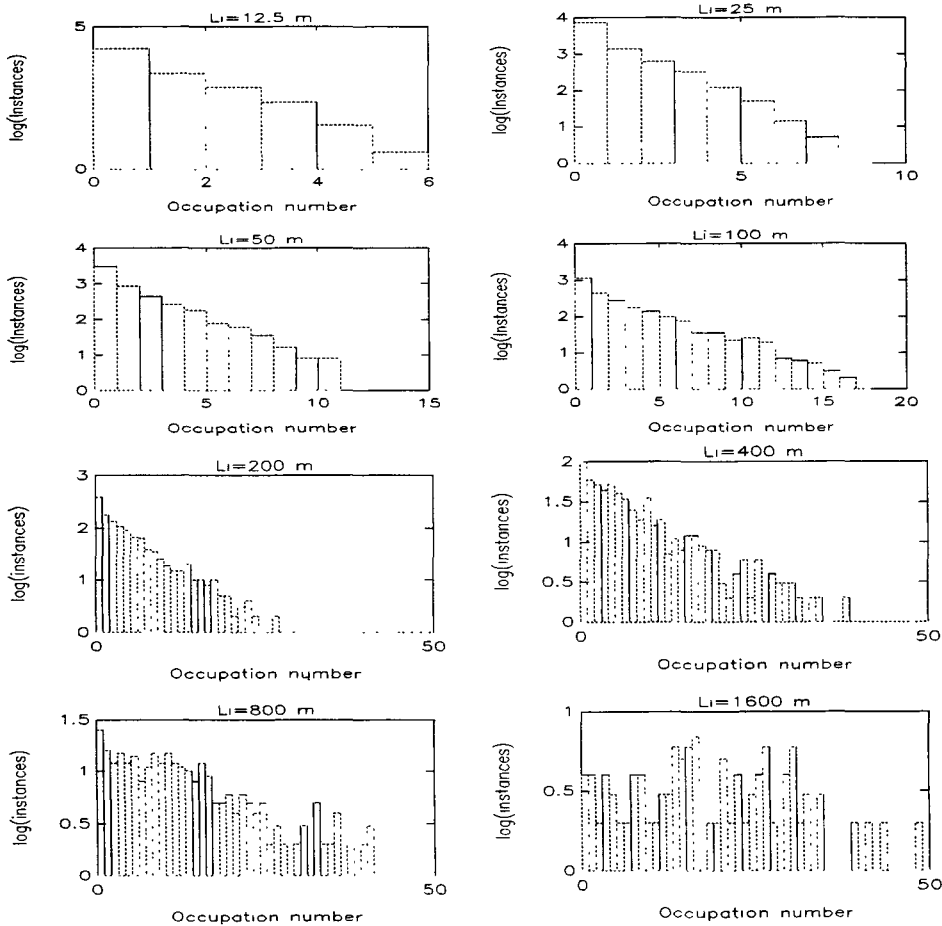 Li=12.5 m
log(Instances)
5
0
0 2 4 6
Occupation number
Li=25 m
log(Instances)
4
3
2
1
0
0 5 10
Occupation number
Li=50 m
log(Instances)
4
3
2
1
0
0 5 10 15
Occupation number
Li=100 m
log(Instances)
4
3
2
1
0
0 5 10 15 20
Occupation number
Li=200 m
log(instances)
3
2
1
0
0 50
Occupation number
Li=400 m
log(instances)
2
1.5
1
0.5
0
0 50
Occupation number
Li=800 m
log(instances)
1.5
1
0.5
0
0 50
Occupation number
Li=1600 m
log(instances)
1
0.5
0
0 50
Occupation number